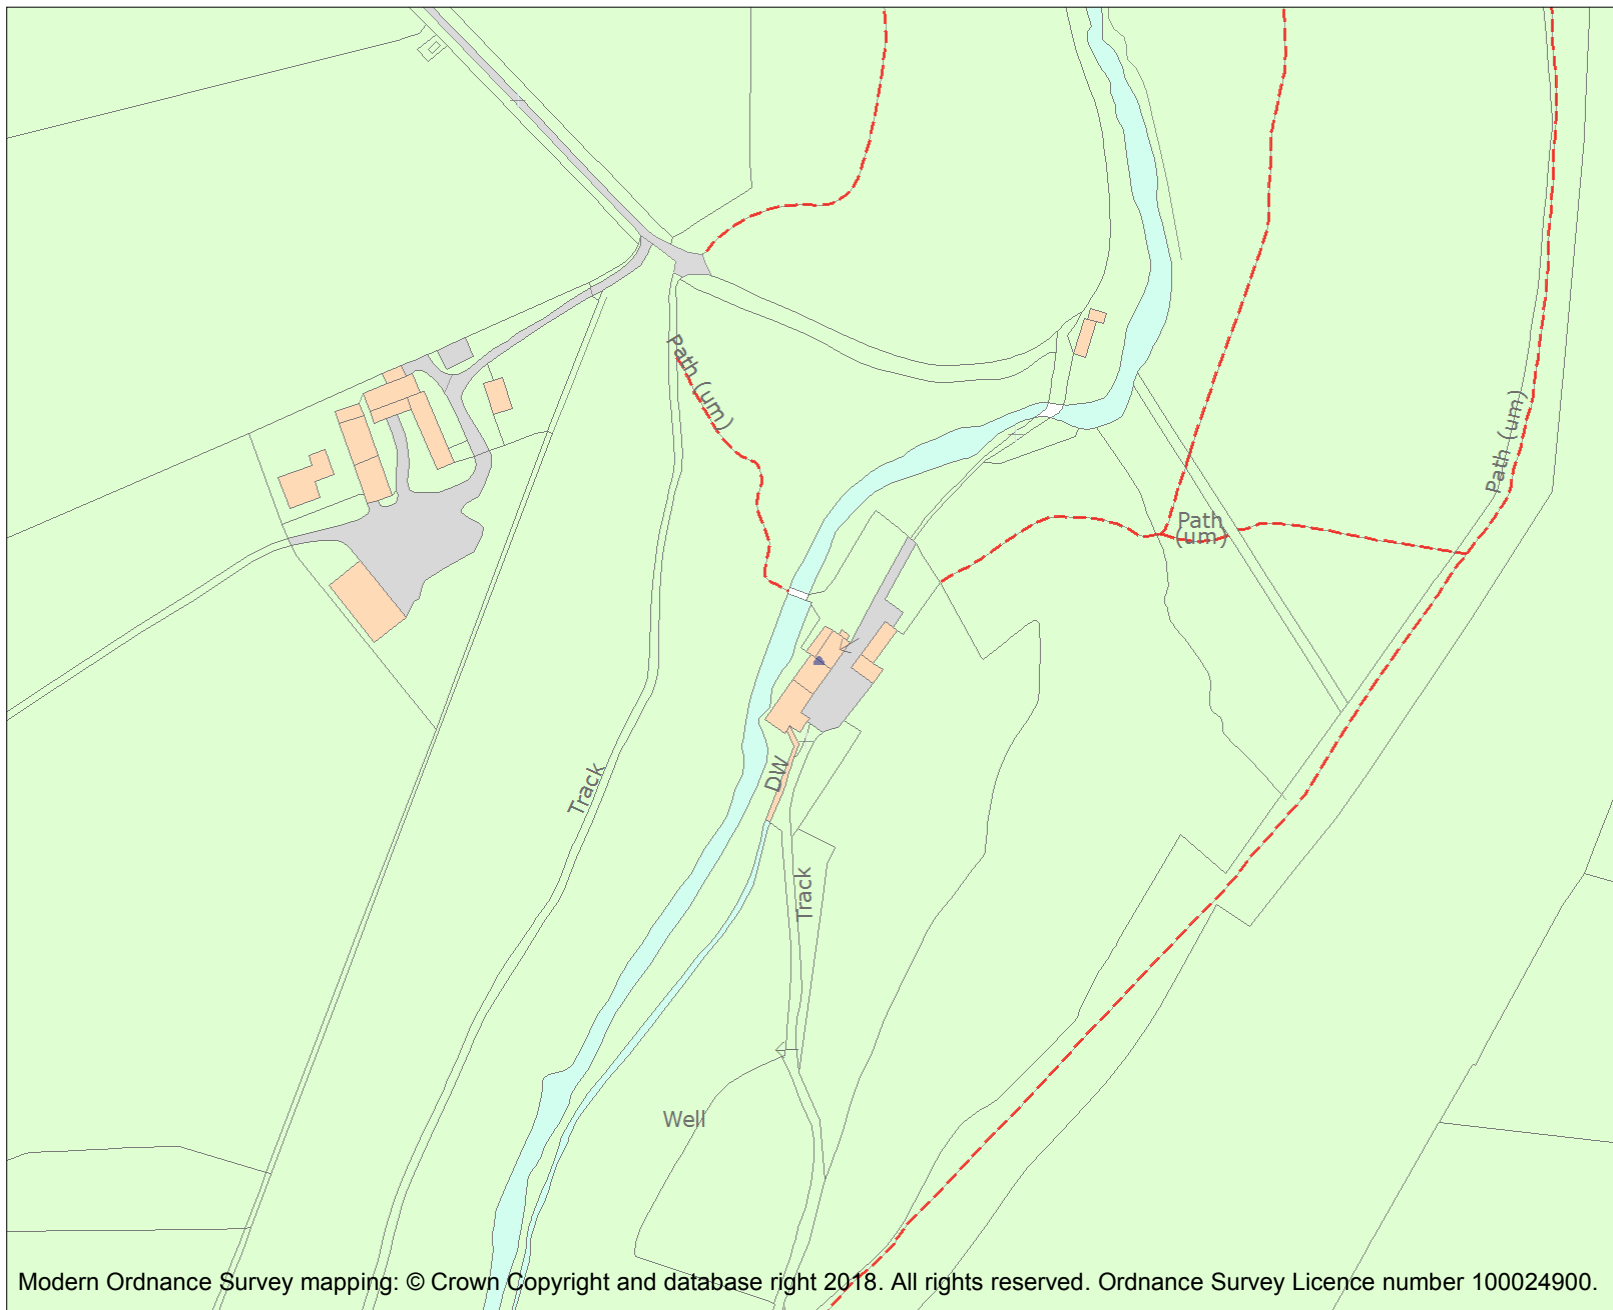 Path (um)
Path (um)
Path
(um)
DW
Track
Track
Well
Modern Ordnance Survey mapping: © Crown Copyright and database right 2018. All rights reserved. Ordnance Survey Licence number 100024900.